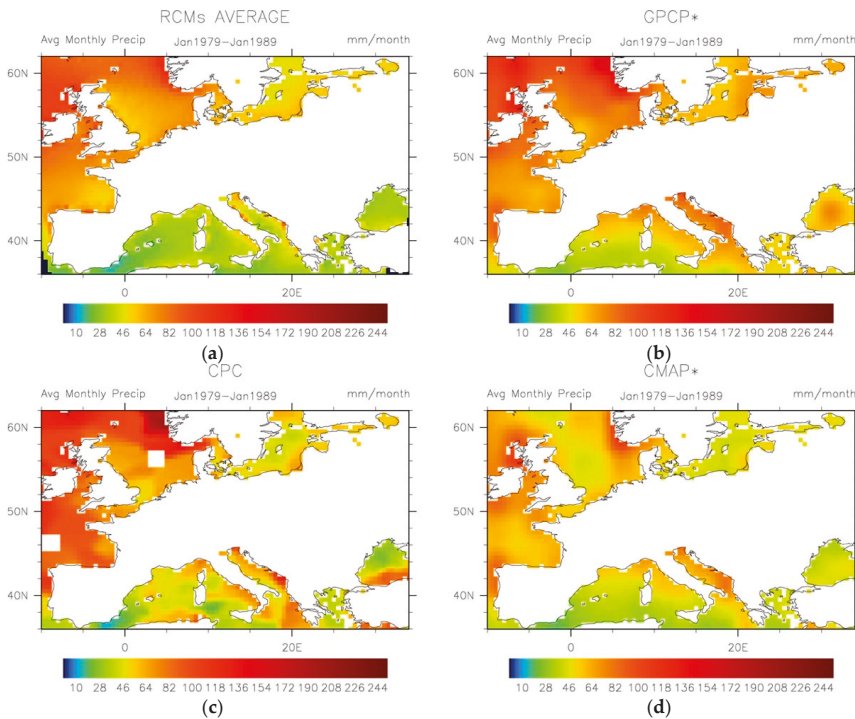 RCMs AVERAGE
Avg Monthly Precip Jan1979-Jan1989 mm/month
60N
50N
40N
0 20E
10 28 46 64 82 100 118 136 154 172 190 208 226 244
(a)
GPCP*
Avg Monthly Precip Jan1979-Jan1989 mm/month
60N
50N
40N
0 20E
10 28 46 64 82 100 118 136 154 172 190 208 226 244
(b)
CPC
Avg Monthly Precip Jan1979-Jan1989 mm/month
60N
50N
40N
0 20E
10 28 46 64 82 100 118 136 154 172 190 208 226 244
(c)
CMAP*
Avg Monthly Precip Jan1979-Jan1989 mm/month
60N
50N
40N
0 20E
10 28 46 64 82 100 118 136 154 172 190 208 226 244
(d)